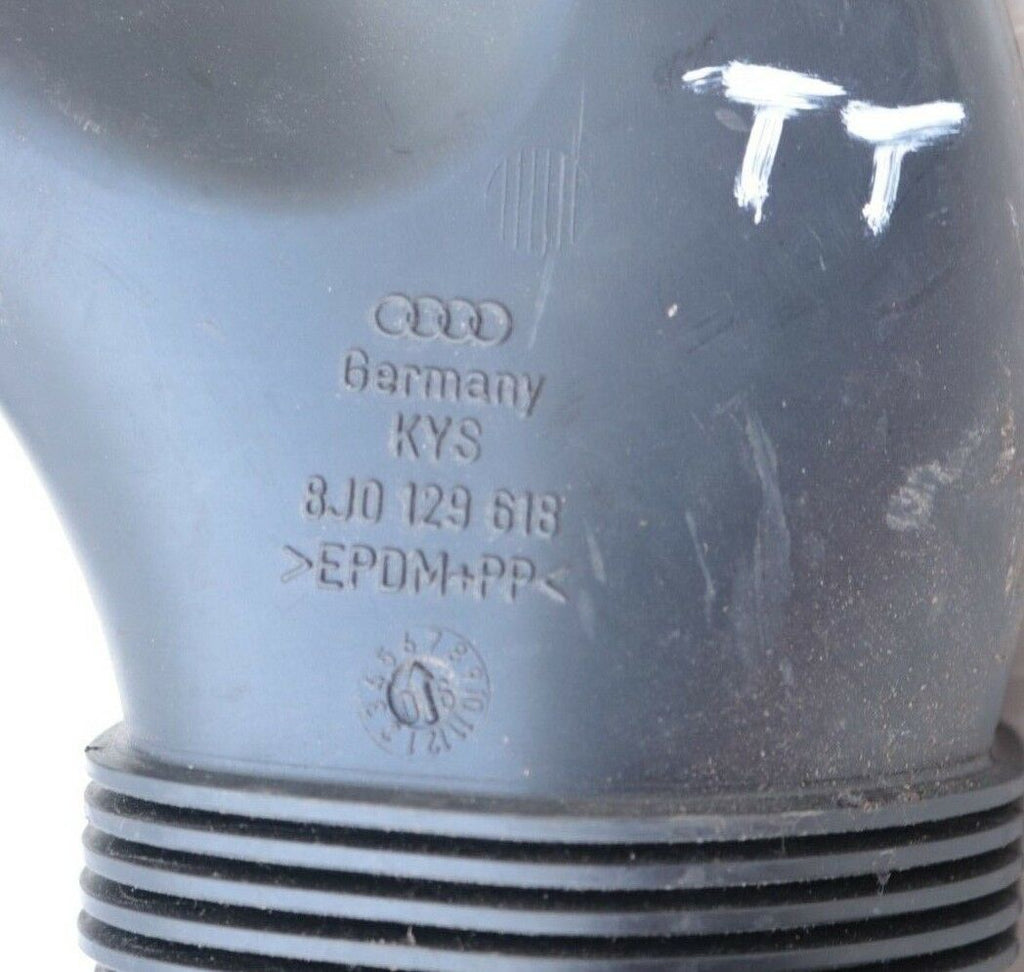 TT
Germany
KYS
8J0 129 618
>EPDM+PP<